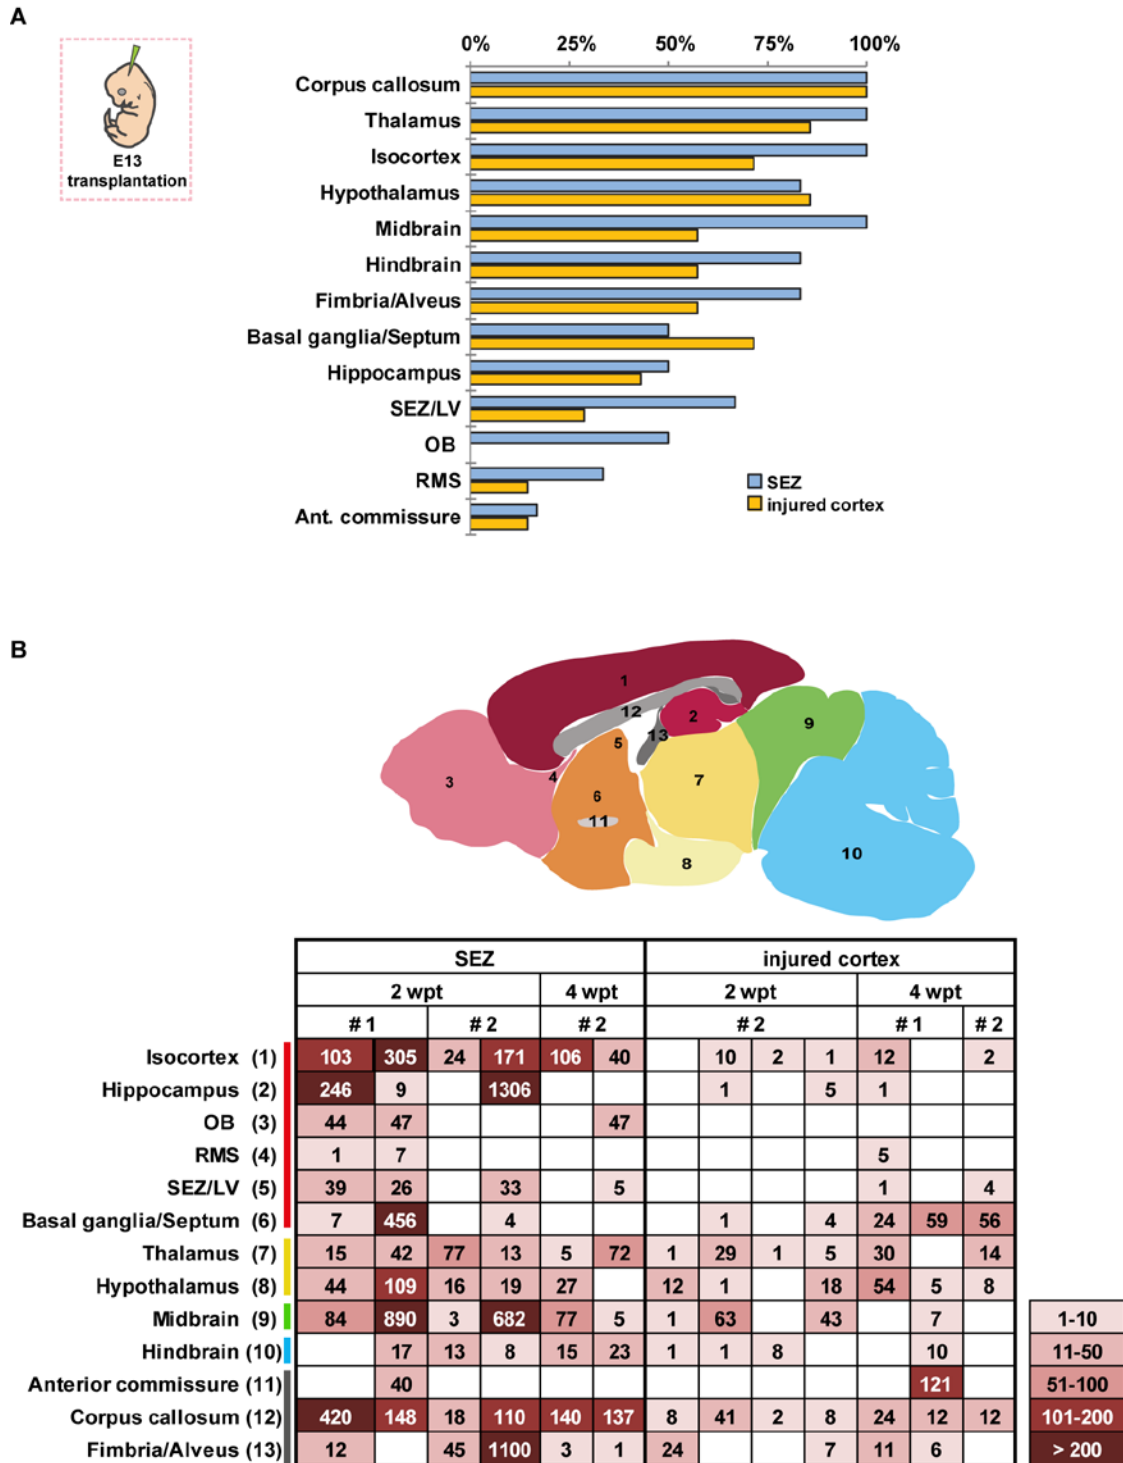 A
E13
transplantation
0% 25% 50% 75% 100%
Corpus callosum
Thalamus
Isocortex
Hypothalamus
Midbrain
Hindbrain
Fimbria/Alveus
Basal ganglia/Septum
Hippocampus
SEZ/LV
OB
RMS
Ant. commissure
SEZ
injured cortex
B
1
12
2
13
5
9
3
4
7
6
11
8
10
SEZ injured cortex
2 wpt 4 wpt 2 wpt 4 wpt
# 1 # 2 # 2 # 2 # 1 # 2
Isocortex (1) 103 305 24 171 106 40 10 2 1 12 2
Hippocampus (2) 246 9 1306 1 5 1
OB (3) 44 47 47
RMS (4) 1 7 5
SEZ/LV (5) 39 26 33 5 1 4
Basal ganglia/Septum (6) 7 456 4 1 4 24 59 56
Thalamus (7) 15 42 77 13 5 72 1 29 1 5 30 14
Hypothalamus (8) 44 109 16 19 27 12 1 18 54 5 8
Midbrain (9) 84 890 3 682 77 5 1 63 43 7 1-10
Hindbrain (10) 17 13 8 15 23 1 1 8 10 11-50
Anterior commissure (11) 40 121 51-100
Corpus callosum (12) 420 148 18 110 140 137 8 41 2 8 24 12 12 101-200
Fimbria/Alveus (13) 12 45 1100 3 1 24 7 11 6 > 200